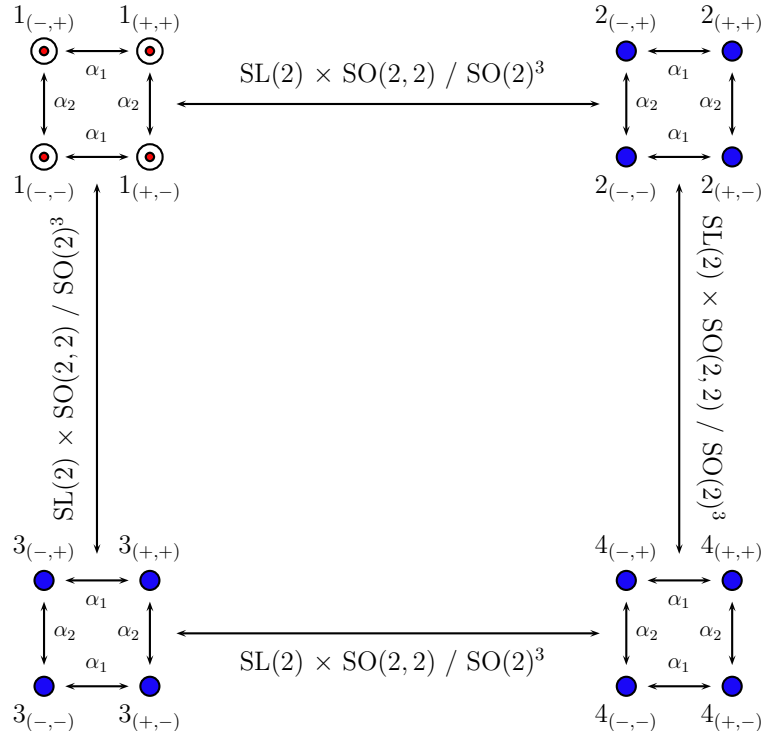 1(−,+) 1(+,+) 2(−,+) 2(+,+)
α1 α1
SL(2) × SO(2,2) / SO(2)^3
α2 α2 α2 α2
α1 α1
1(−,−) 1(+,−) 2(−,−) 2(+,−)
SL(2) × SO(2,2) / SO(2)^3
SL(2) × SO(2,2) / SO(2)^3
3(−,+) 3(+,+) 4(−,+) 4(+,+)
α1 α1
α2 α2 α2 α2
SL(2) × SO(2,2) / SO(2)^3
α1 α1
3(−,−) 3(+,−) 4(−,−) 4(+,−)